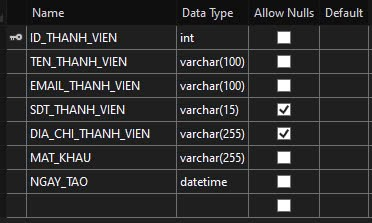 Name Data Type Allow Nulls Default
ID_THANH_VIEN int
TEN_THANH_VIEN varchar(100)
EMAIL_THANH_VIEN varchar(100)
SDT_THANH_VIEN varchar(15)
DIA_CHI_THANH_VIEN varchar(255)
MAT_KHAU varchar(255)
NGAY_TAO datetime